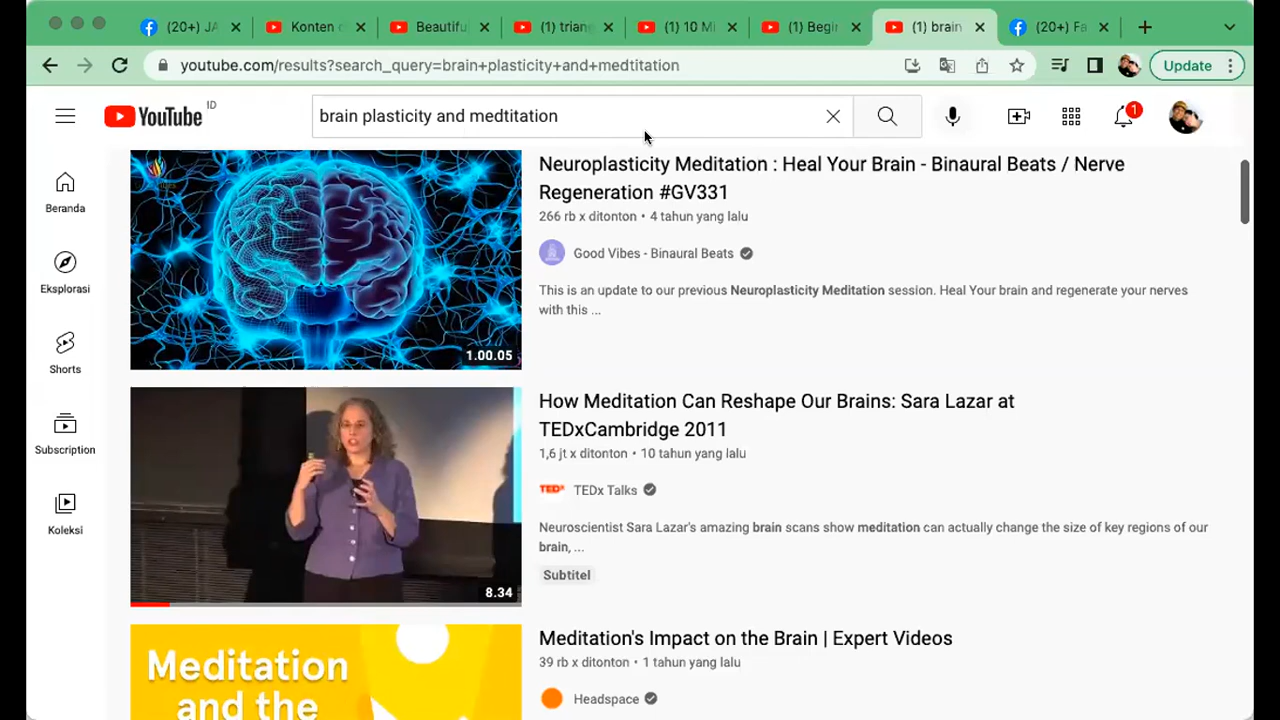 (20+) JA
Konten
Beautifu
(1) trian
(1) 10 Mi
(1) Begi
(1) brain
(20+) Fa
youtube.com/results?search_query=brain+plasticity+and+medtitation
Update
YouTube
ID
brain plasticity and medtitation
1
Beranda
Eksplorasi
Shorts
Subscription
Koleksi
1.00.05
Neuroplasticity Meditation : Heal Your Brain - Binaural Beats / Nerve
Regeneration #GV331
266 rb x ditonton • 4 tahun yang lalu
Good Vibes - Binaural Beats
This is an update to our previous Neuroplasticity Meditation session. Heal Your brain and regenerate your nerves
with this ...
8.34
How Meditation Can Reshape Our Brains: Sara Lazar at
TEDxCambridge 2011
1,6 jt x ditonton • 10 tahun yang lalu
TEDx
TEDx Talks
Neuroscientist Sara Lazar's amazing brain scans show meditation can actually change the size of key regions of our
brain, ...
Subtitel
Meditation
and the
Meditation's Impact on the Brain | Expert Videos
39 rb x ditonton • 1 tahun yang lalu
Headspace